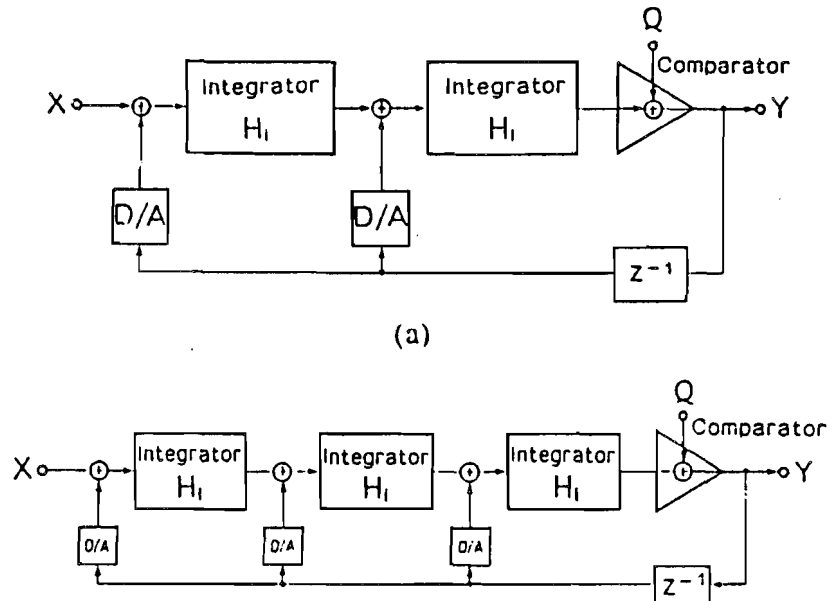 Q
Comparator
X
Integrator
H₁
Integrator
H₁
Y
D/A
D/A
Z⁻¹
(a)
Q
Comparator
X
Integrator
H₁
Integrator
H₁
Integrator
H₁
Y
D/A
D/A
D/A
Z⁻¹